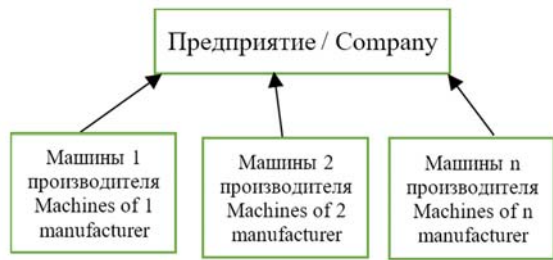 Предприятие / Company
Машины 1
производителя
Machines of 1
manufacturer
Машины 2
производителя
Machines of 2
manufacturer
Машины n
производителя
Machines of n
manufacturer